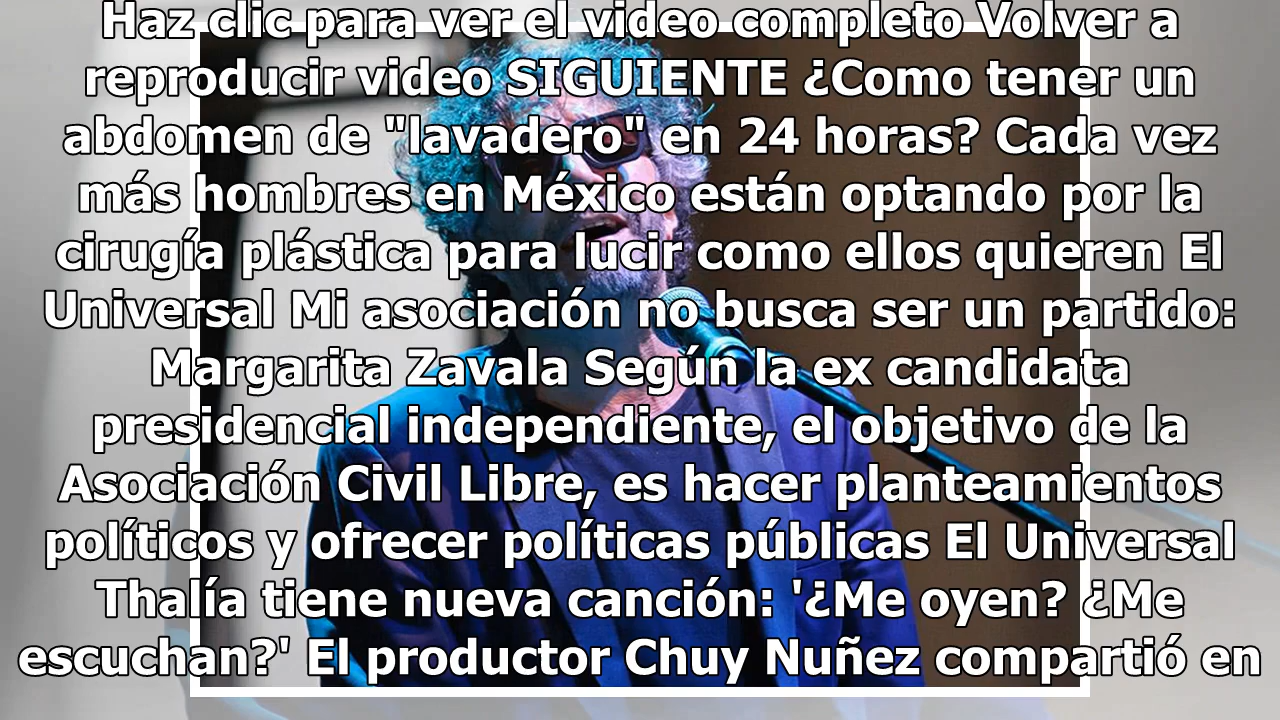 Haz clic para ver el video completo Volver a
reproducir video SIGUIENTE ¿Como tener un
abdomen de "lavadero" en 24 horas? Cada vez
más hombres en México están optando por la
cirugía plástica para lucir como ellos quieren El
Universal Mi asociación no busca ser un partido:
Margarita Zavala Según la ex candidata
presidencial independiente, el objetivo de la
Asociación Civil Libre, es hacer planteamientos
políticos y ofrecer políticas públicas El Universal
Thalía tiene nueva canción: '¿Me oyen? ¿Me
escuchan?' El productor Chuy Nuñez compartió en